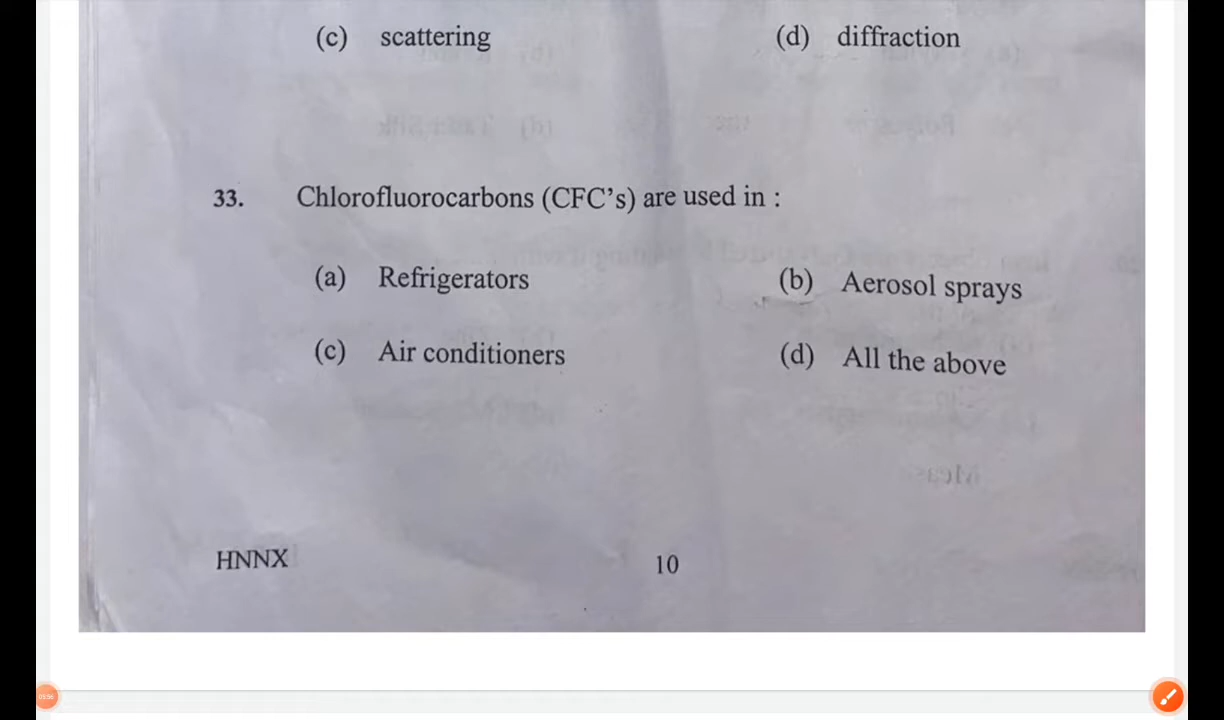 (c) scattering (d) diffraction
33. Chlorofluorocarbons (CFC’s) are used in :
(a) Refrigerators (b) Aerosol sprays
(c) Air conditioners (d) All the above
HNNX 10